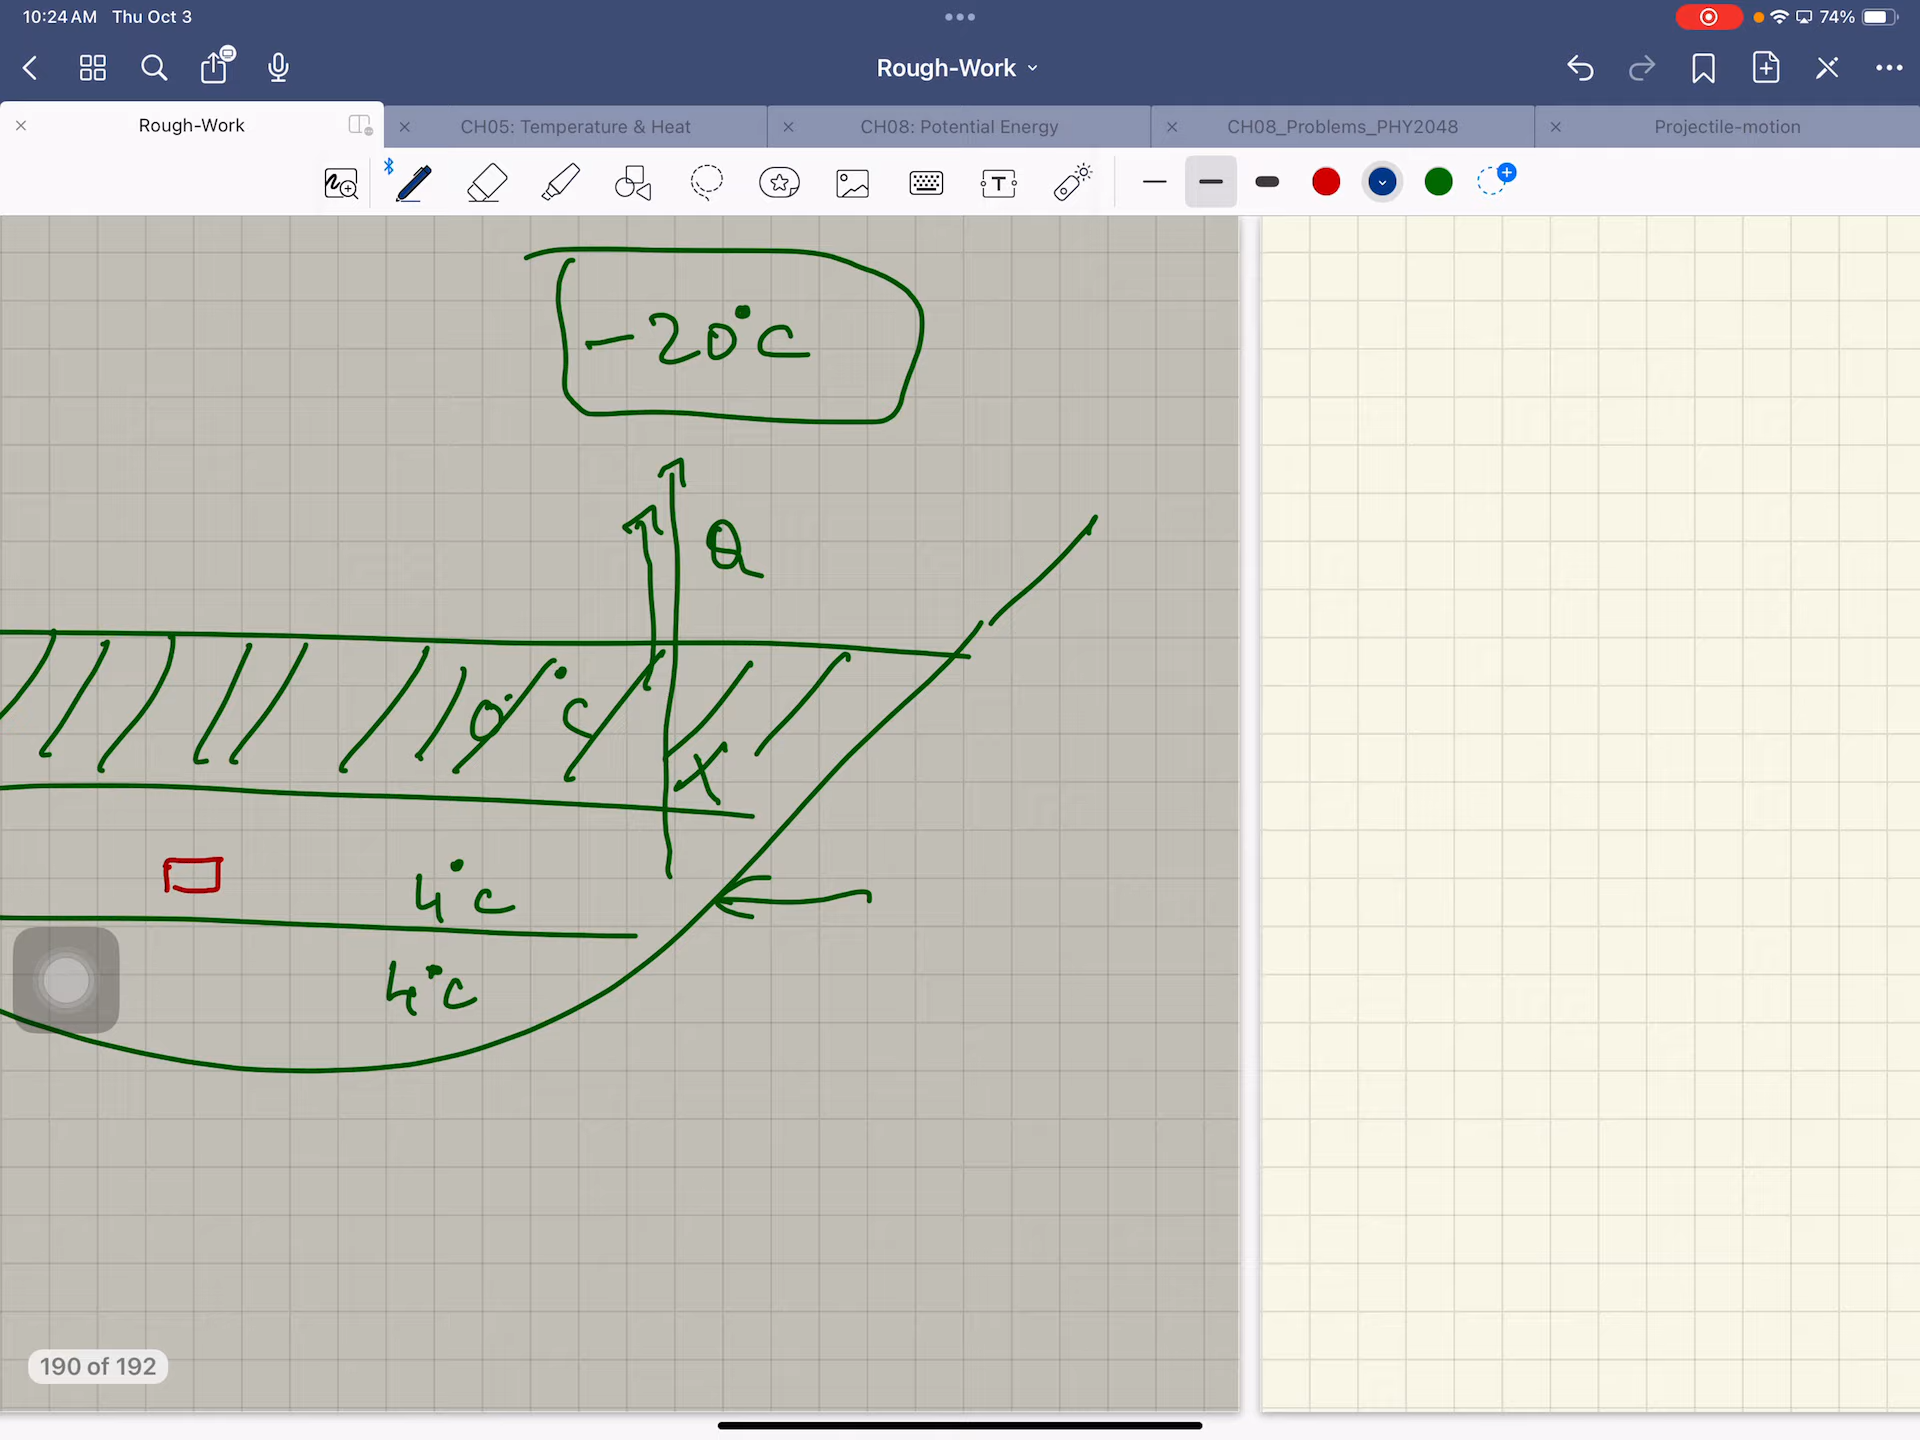 10:24 AM Thu Oct 3
74%
Rough-Work
Rough-Work
CH05: Temperature & Heat
CH08: Potential Energy
CH08_Problems_PHY2048
Projectile-motion
T
-20°C
Q
0°C
X
4°C
4°C
190 of 192